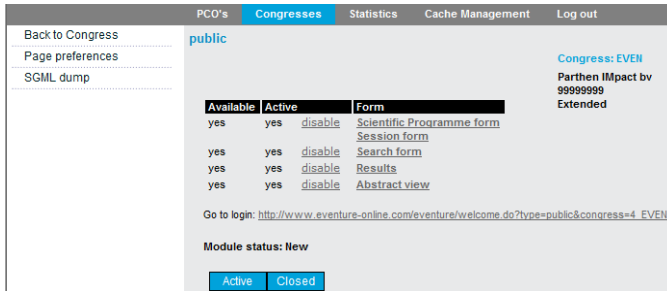 PCO's Congresses Statistics Cache Management Log out
Back to Congress
Page preferences
SGML dump
public
Congress: EVEN
Parthen IMpact bv
99999999
Extended
Available Active Form
yes yes disable Scientific Programme form
Session form
yes yes disable Search form
yes yes disable Results
yes yes disable Abstract view
Go to login: http://www.eventure-online.com/eventure/welcome.do?type=public&congress=4_EVEN
Module status: New
Active Closed